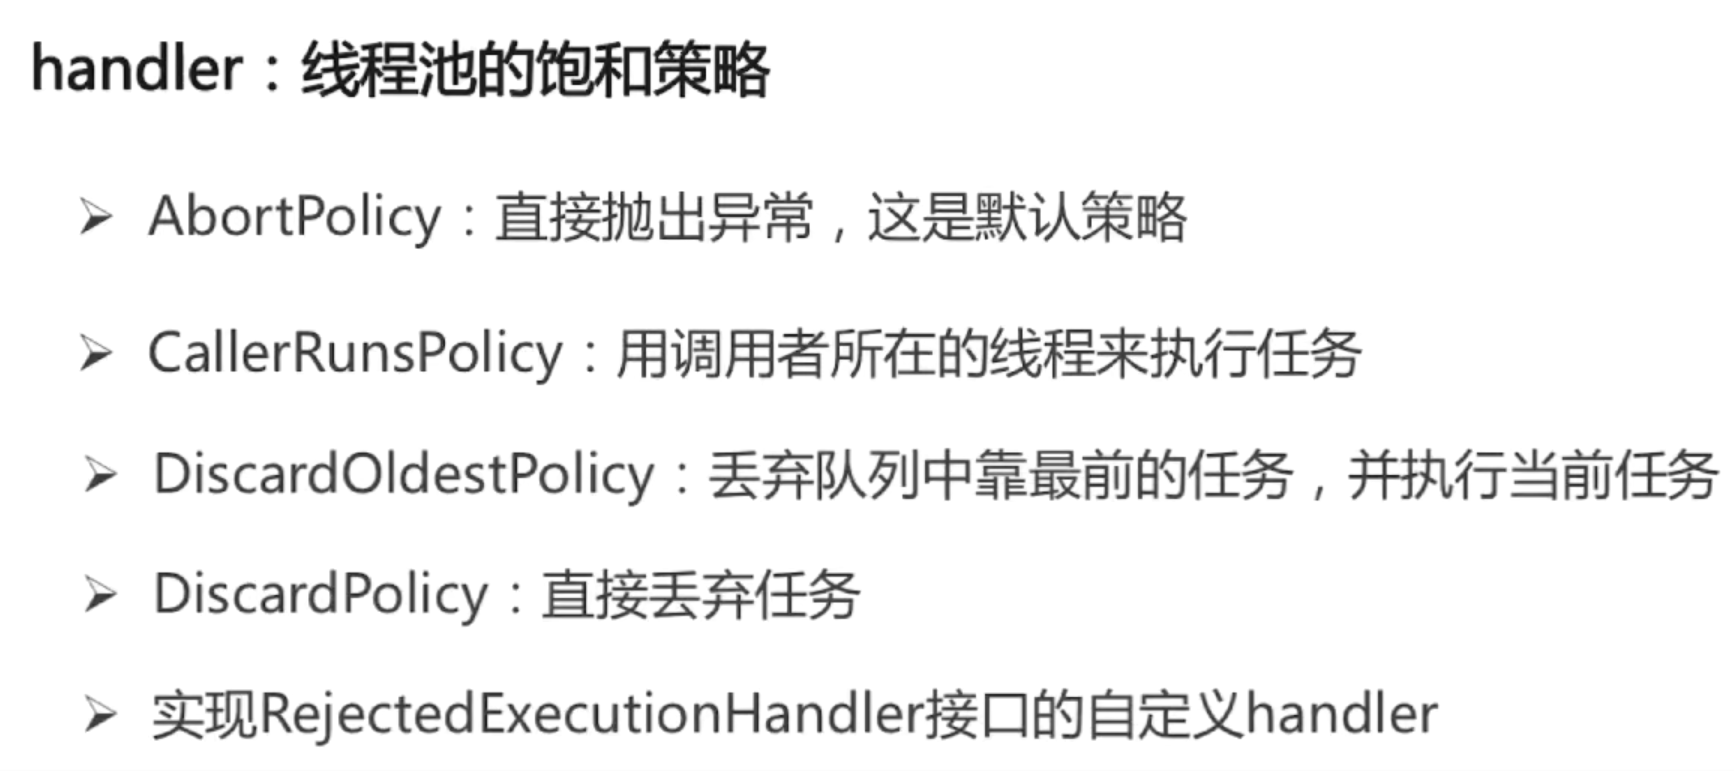 handler：线程池的饱和策略
➢ AbortPolicy：直接抛出异常，这是默认策略
➢ CallerRunsPolicy：用调用者所在的线程来执行任务
➢ DiscardOldestPolicy：丢弃队列中靠最前的任务，并执行当前任务
➢ DiscardPolicy：直接丢弃任务
➢ 实现RejectedExecutionHandler接口的自定义handler